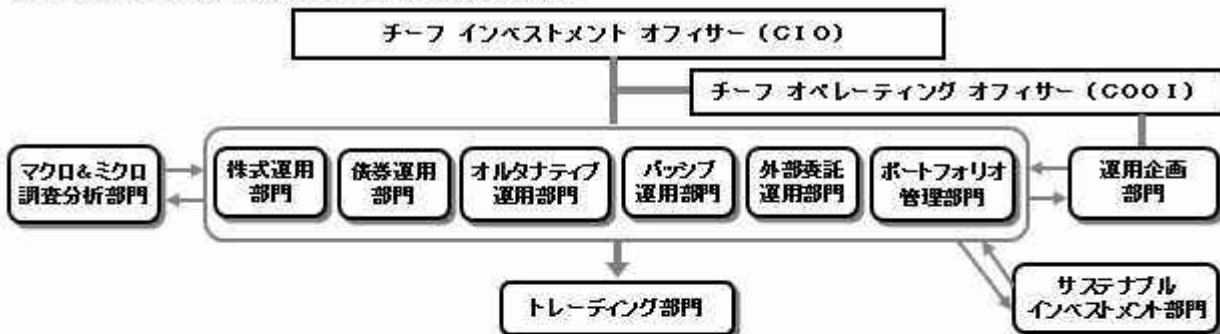 チーフ インベストメント オフィサー (CIO)
チーフ オペレーティング オフィサー (COOI)
マクロ&ミクロ
調査分析部門
株式運用
部門
債券運用
部門
オルタナティブ
運用部門
パッシブ
運用部門
外部委託
運用部門
ポートフォリオ
管理部門
運用企画
部門
トレーディング部門
サステナブル
インベストメント部門